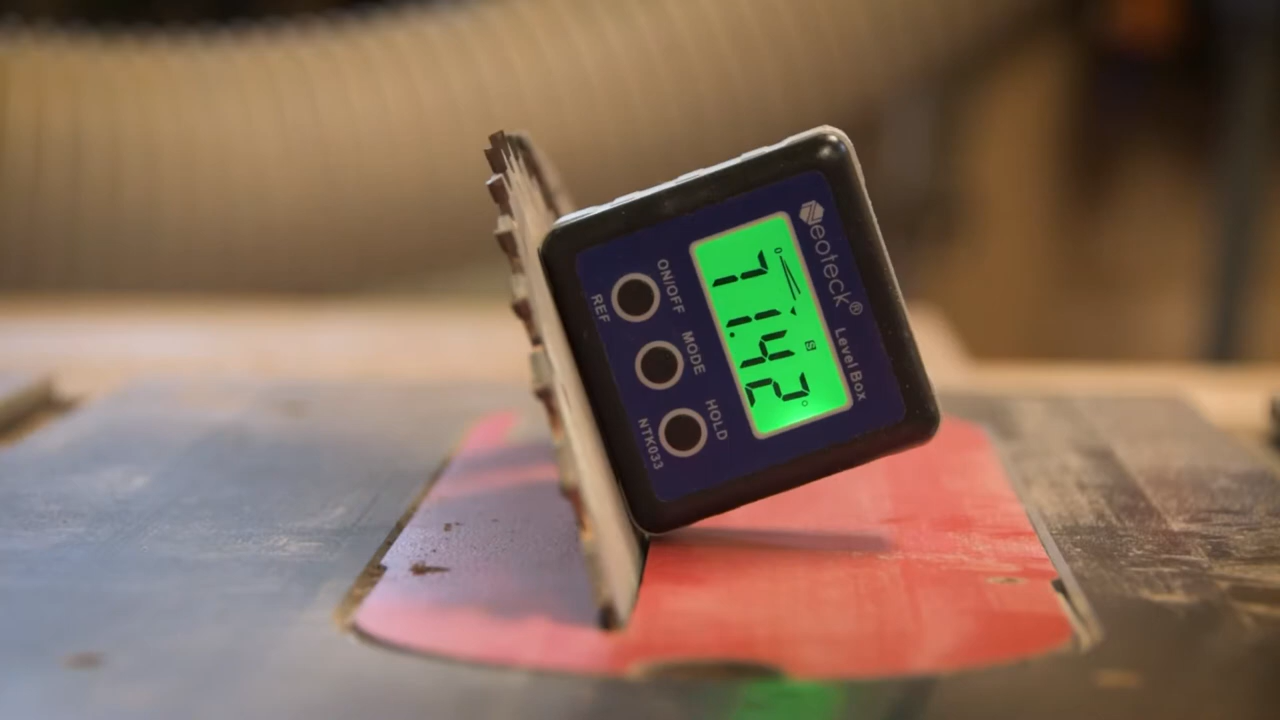 Neoteck® Level Box
71.42°
ON/OFF MODE HOLD
REF NTK033